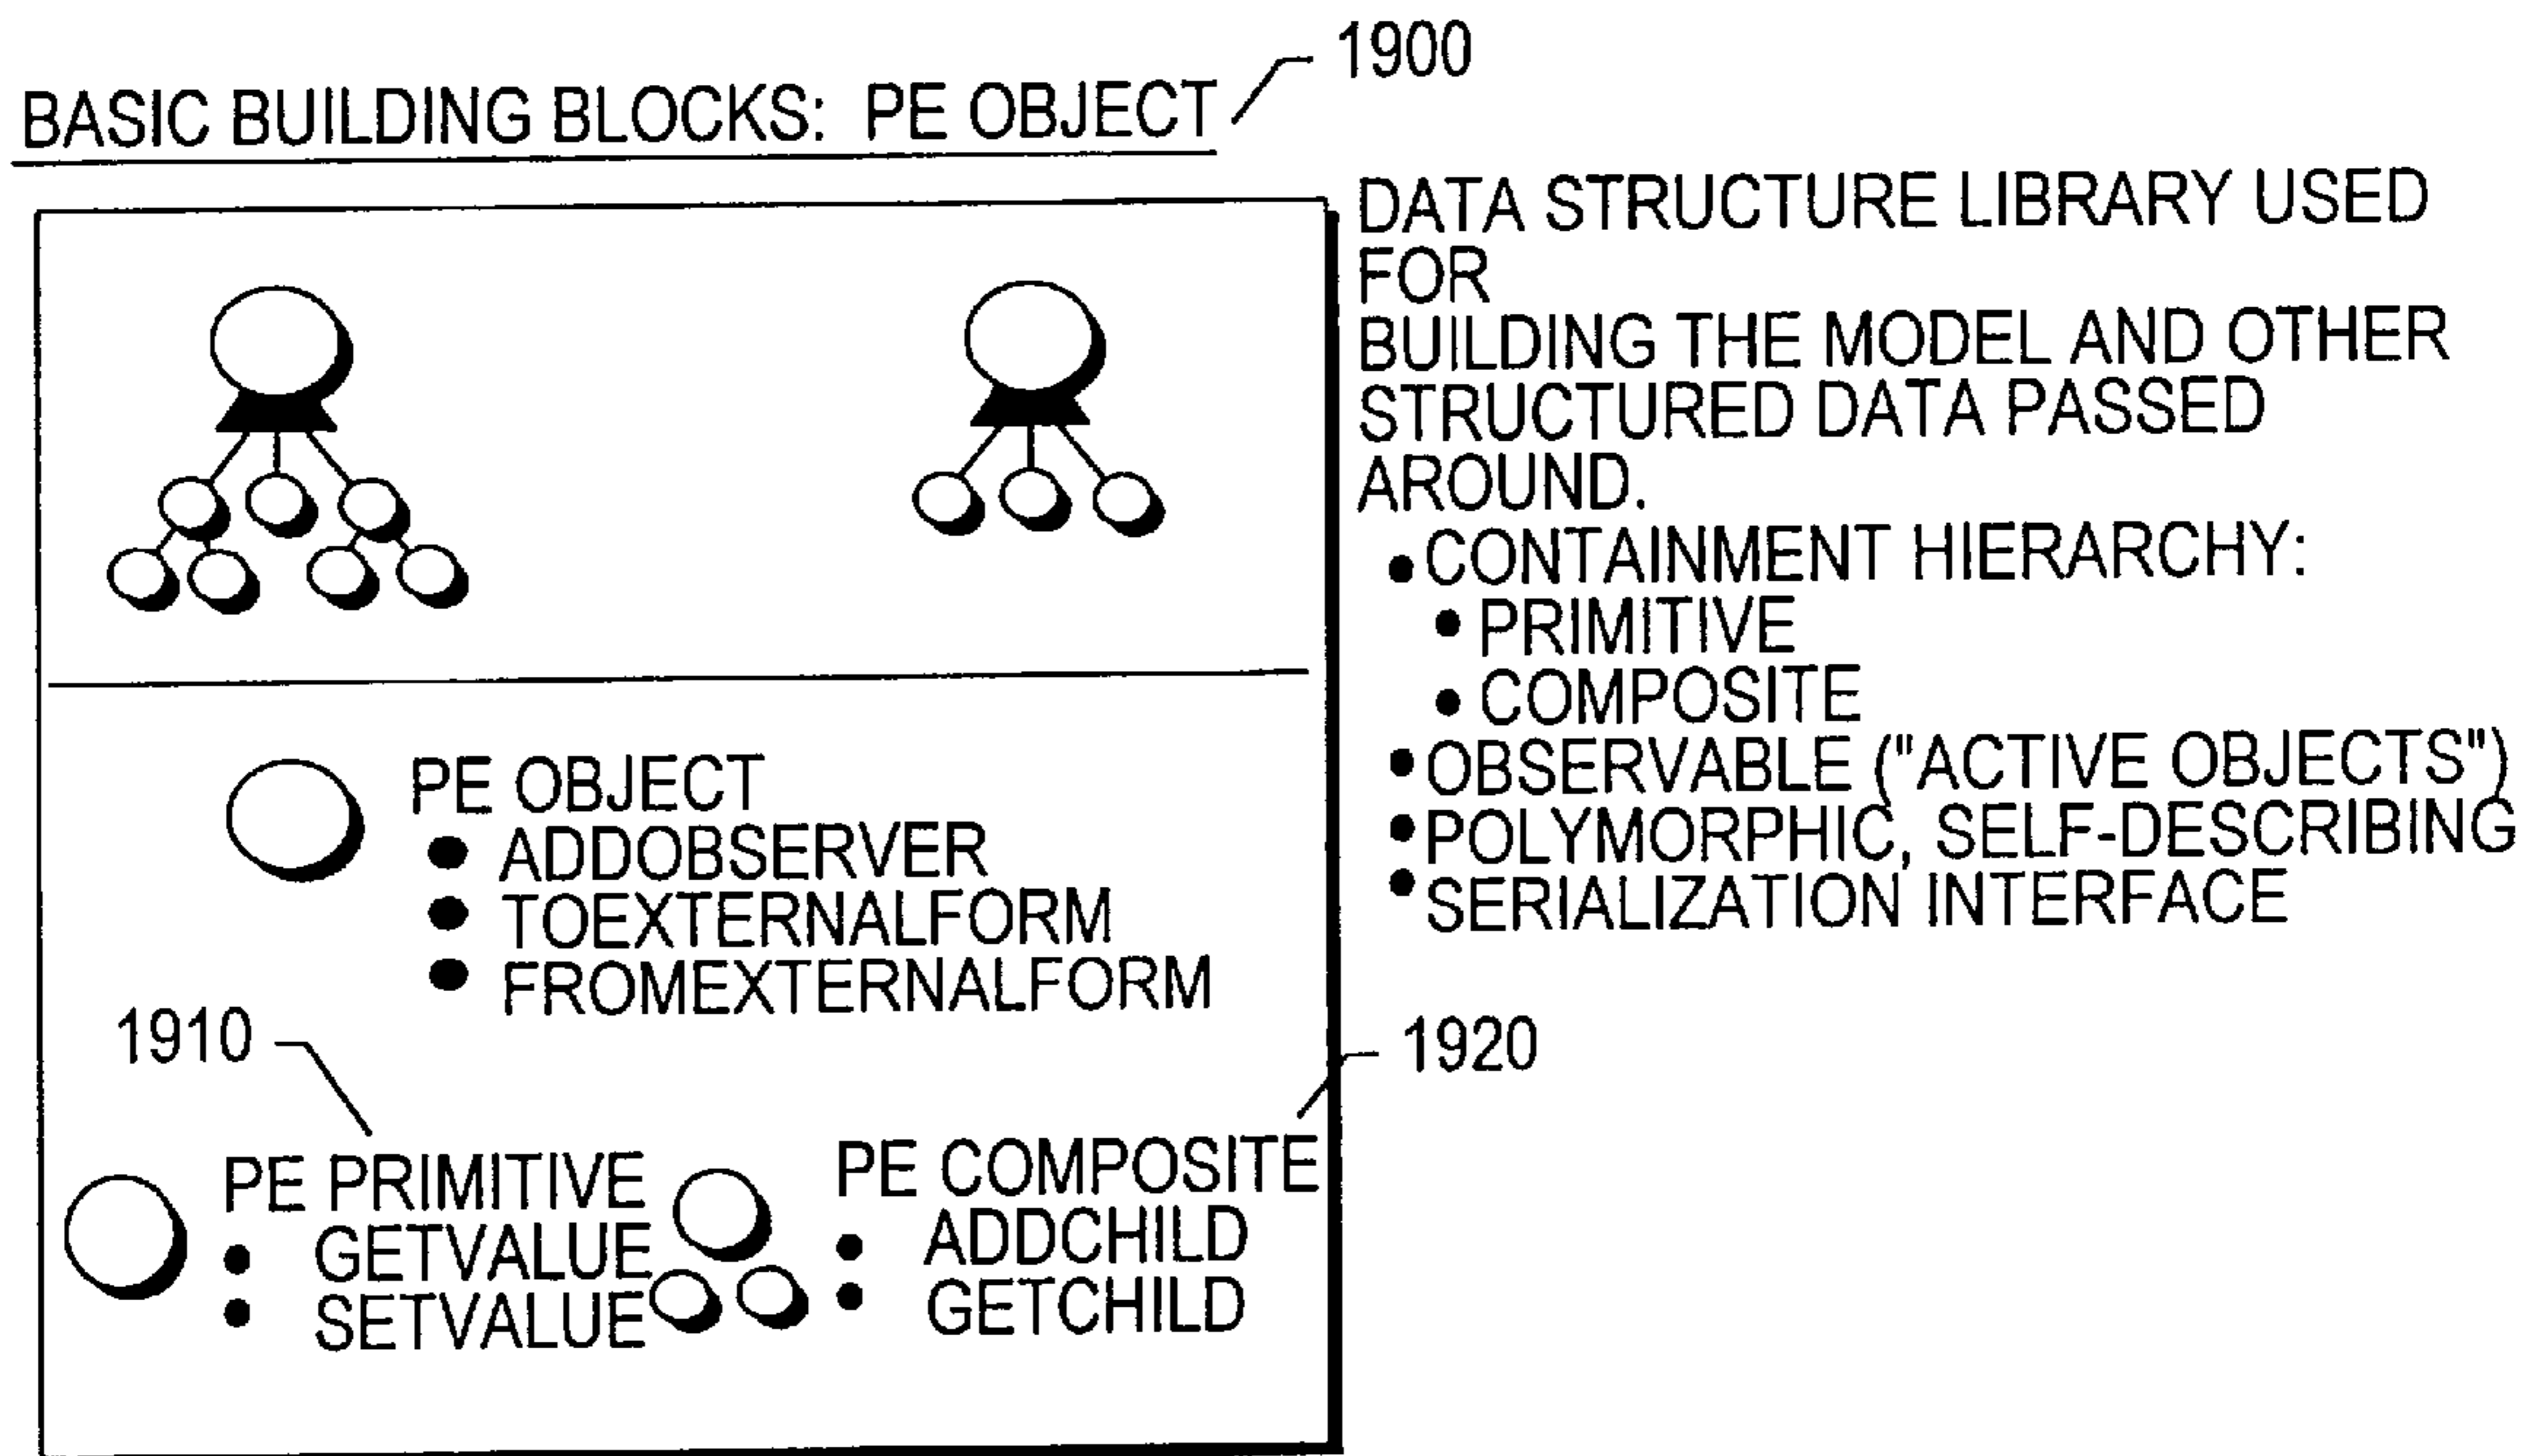 1900
BASIC BUILDING BLOCKS: PE OBJECT
DATA STRUCTURE LIBRARY USED
FOR
BUILDING THE MODEL AND OTHER
STRUCTURED DATA PASSED
AROUND.
• CONTAINMENT HIERARCHY:
• PRIMITIVE
• COMPOSITE
• OBSERVABLE ("ACTIVE OBJECTS")
• POLYMORPHIC, SELF-DESCRIBING
• SERIALIZATION INTERFACE
PE OBJECT
• ADDOBSERVER
• TOEXTERNALFORM
• FROMEXTERNALFORM
1910
1920
PE PRIMITIVE
• GETVALUE
• SETVALUE
PE COMPOSITE
• ADDCHILD
• GETCHILD